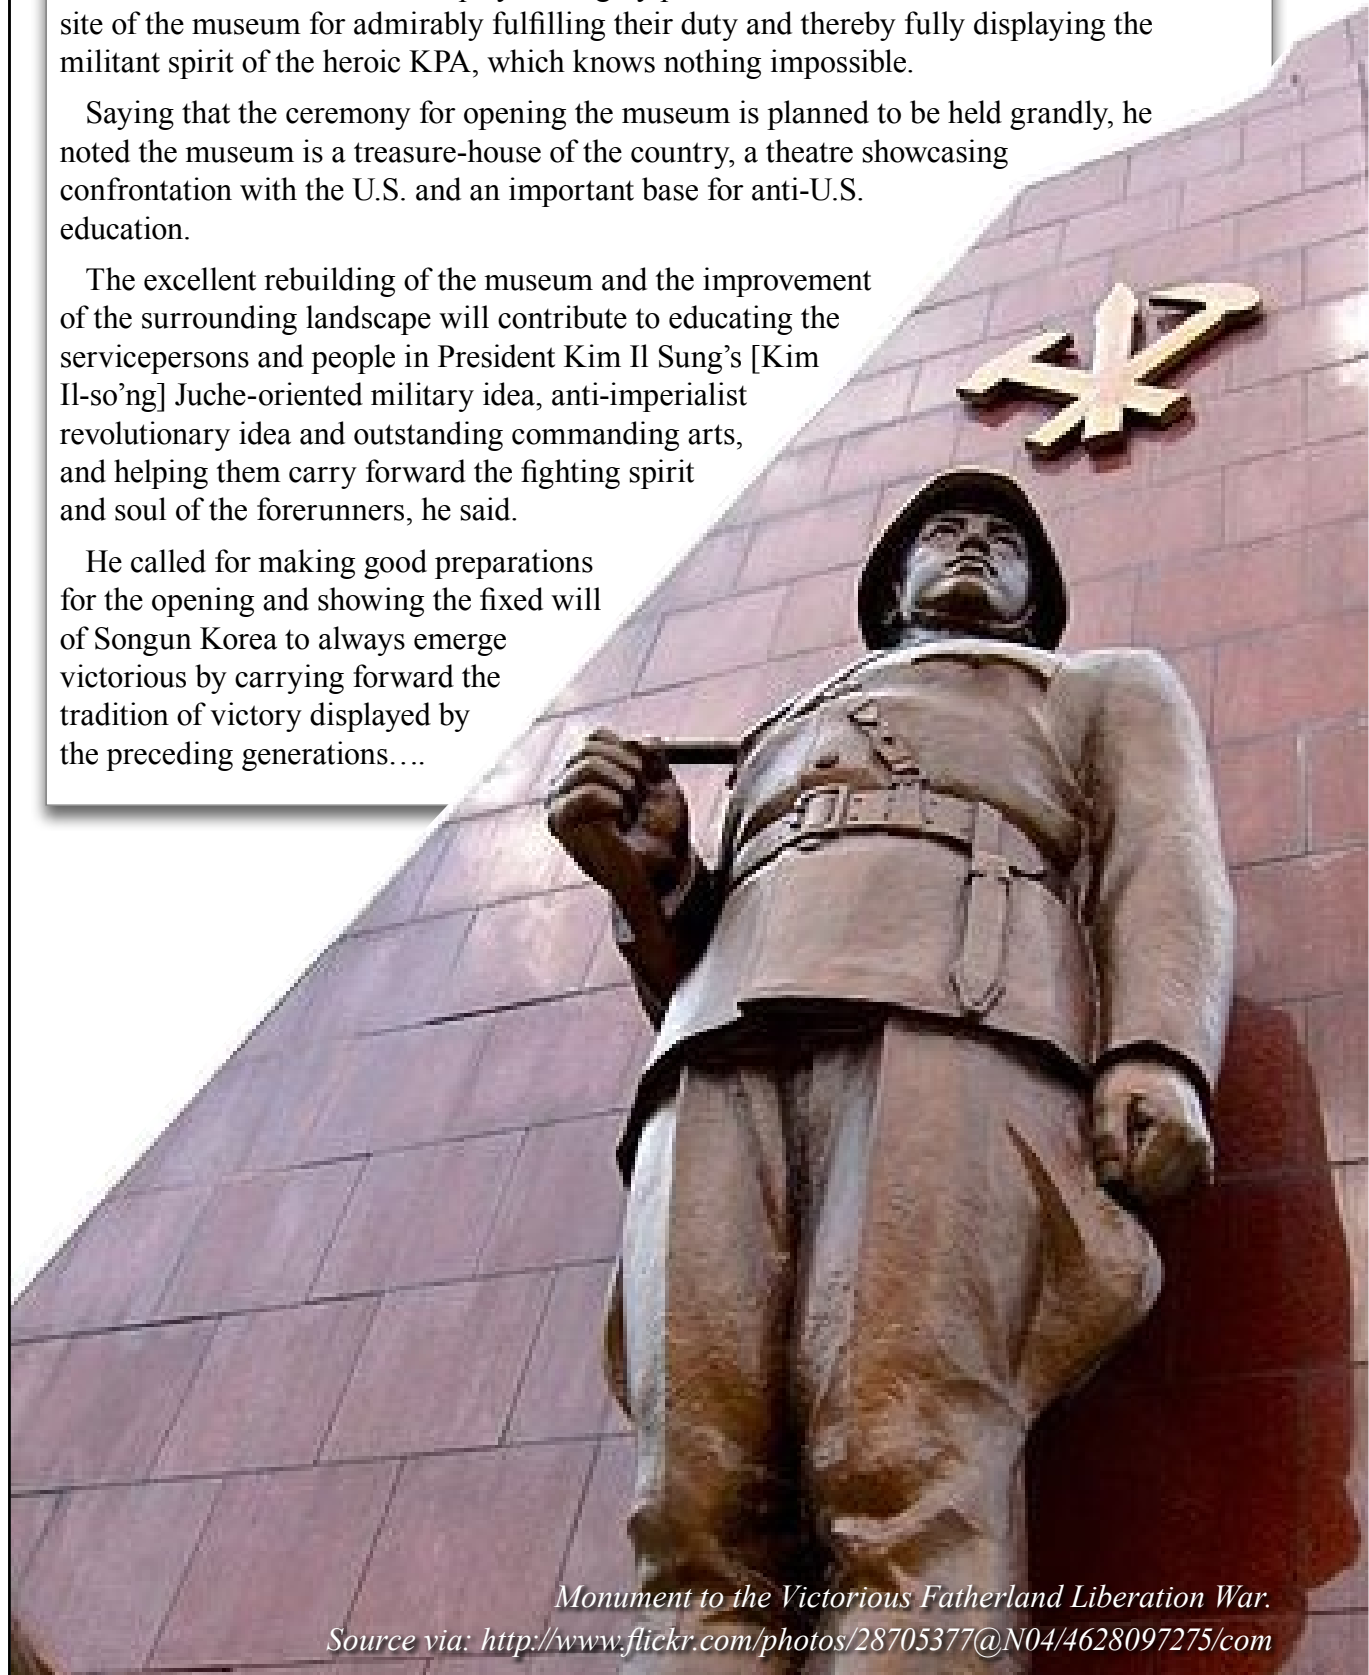 site of the museum for admirably fulfilling their duty and thereby fully displaying the
militant spirit of the heroic KPA, which knows nothing impossible.
Saying that the ceremony for opening the museum is planned to be held grandly, he
noted the museum is a treasure-house of the country, a theatre showcasing
confrontation with the U.S. and an important base for anti-U.S.
education.
The excellent rebuilding of the museum and the improvement
of the surrounding landscape will contribute to educating the
servicepersons and people in President Kim Il Sung’s [Kim
Il-so’ng] Juche-oriented military idea, anti-imperialist
revolutionary idea and outstanding commanding arts,
and helping them carry forward the fighting spirit
and soul of the forerunners, he said.
He called for making good preparations
for the opening and showing the fixed will
of Songun Korea to always emerge
victorious by carrying forward the
tradition of victory displayed by
the preceding generations….
Monument to the Victorious Fatherland Liberation War.
Source via: http://www.flickr.com/photos/28705377@N04/4628097275/com